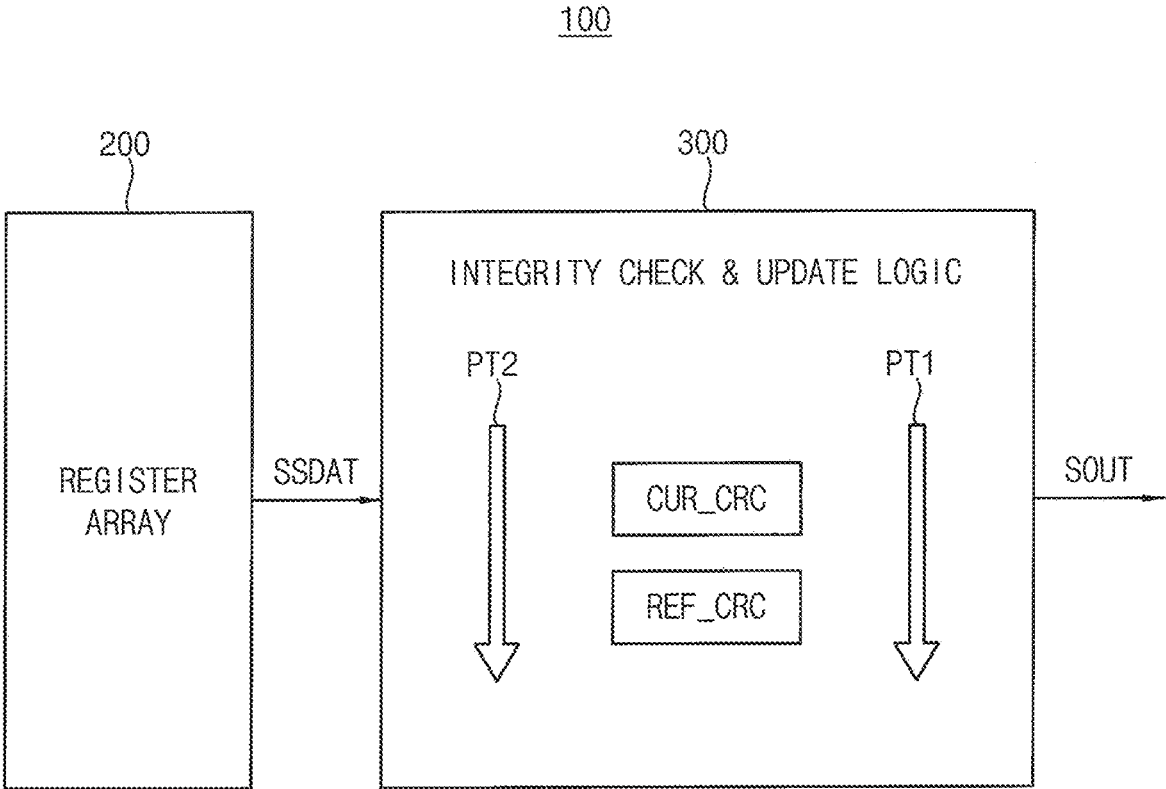 100
200
300
INTEGRITY CHECK & UPDATE LOGIC
PT2
PT1
REGISTER
ARRAY
SSDAT
CUR_CRC
REF_CRC
SOUT